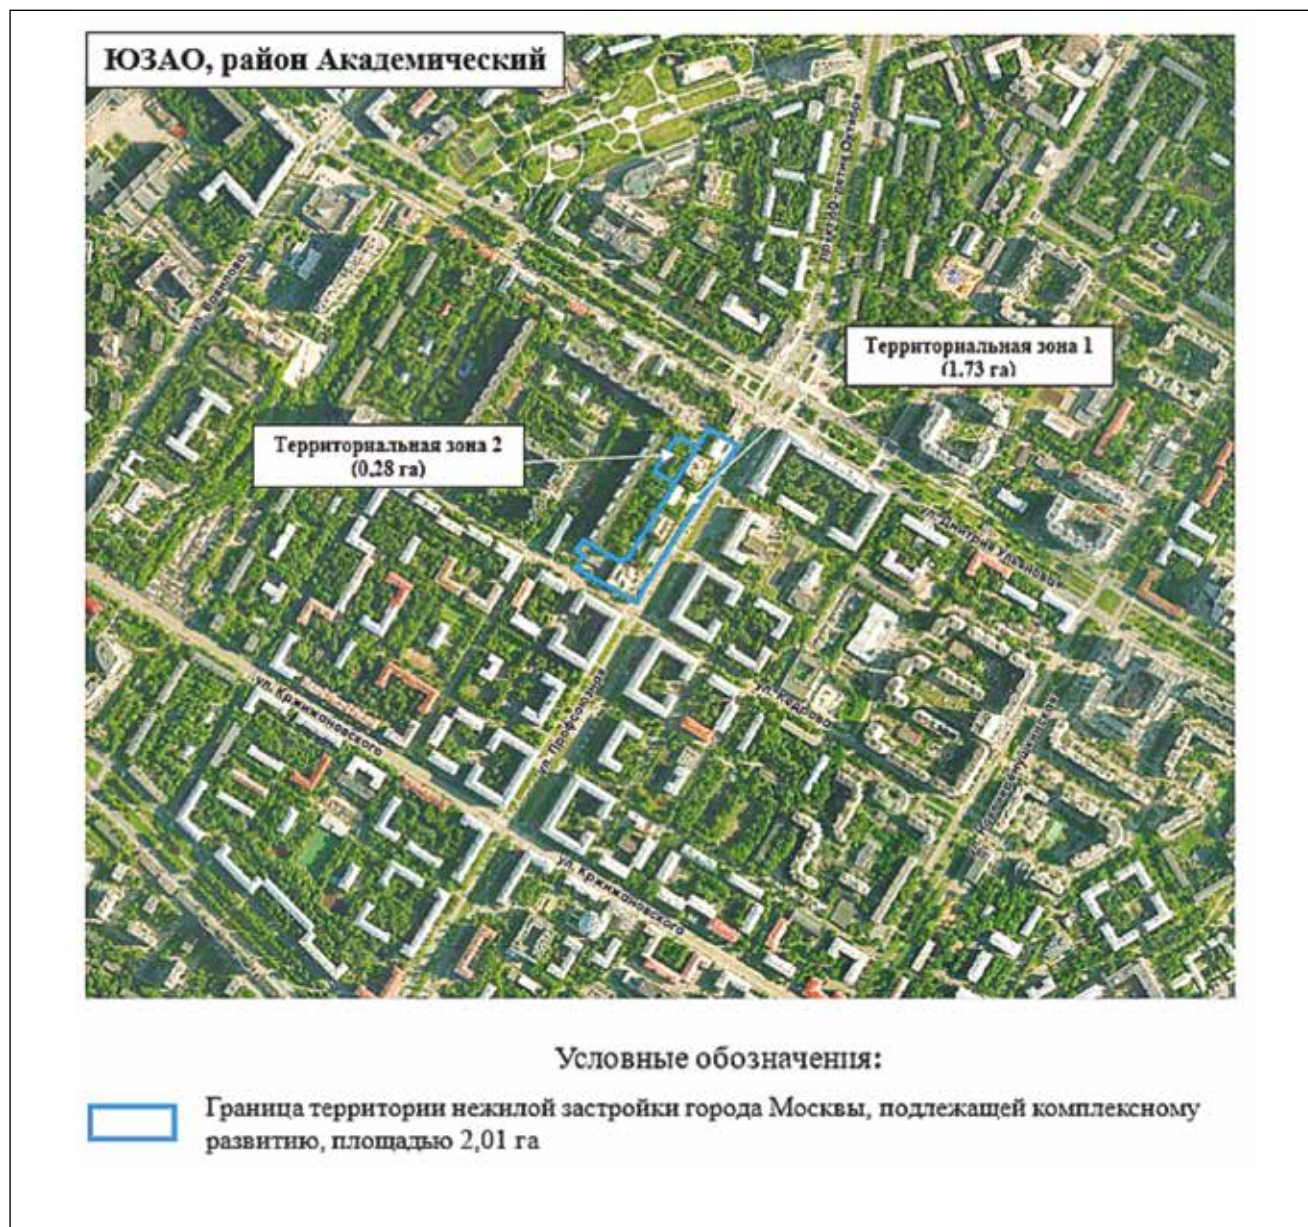 ЮЗАО, район Академический
Территориальная зона 1
(1,73 га)
Территориальная зона 2
(0,28 га)
ул. Дмитрия Ульянова
ул. Кедрова
ул. Профсоюзная
ул. Кржижановского
ул. Кржижановского
Условные обозначения:
Граница территории нежилой застройки города Москвы, подлежащей комплексному
развитию, площадью 2,01 га